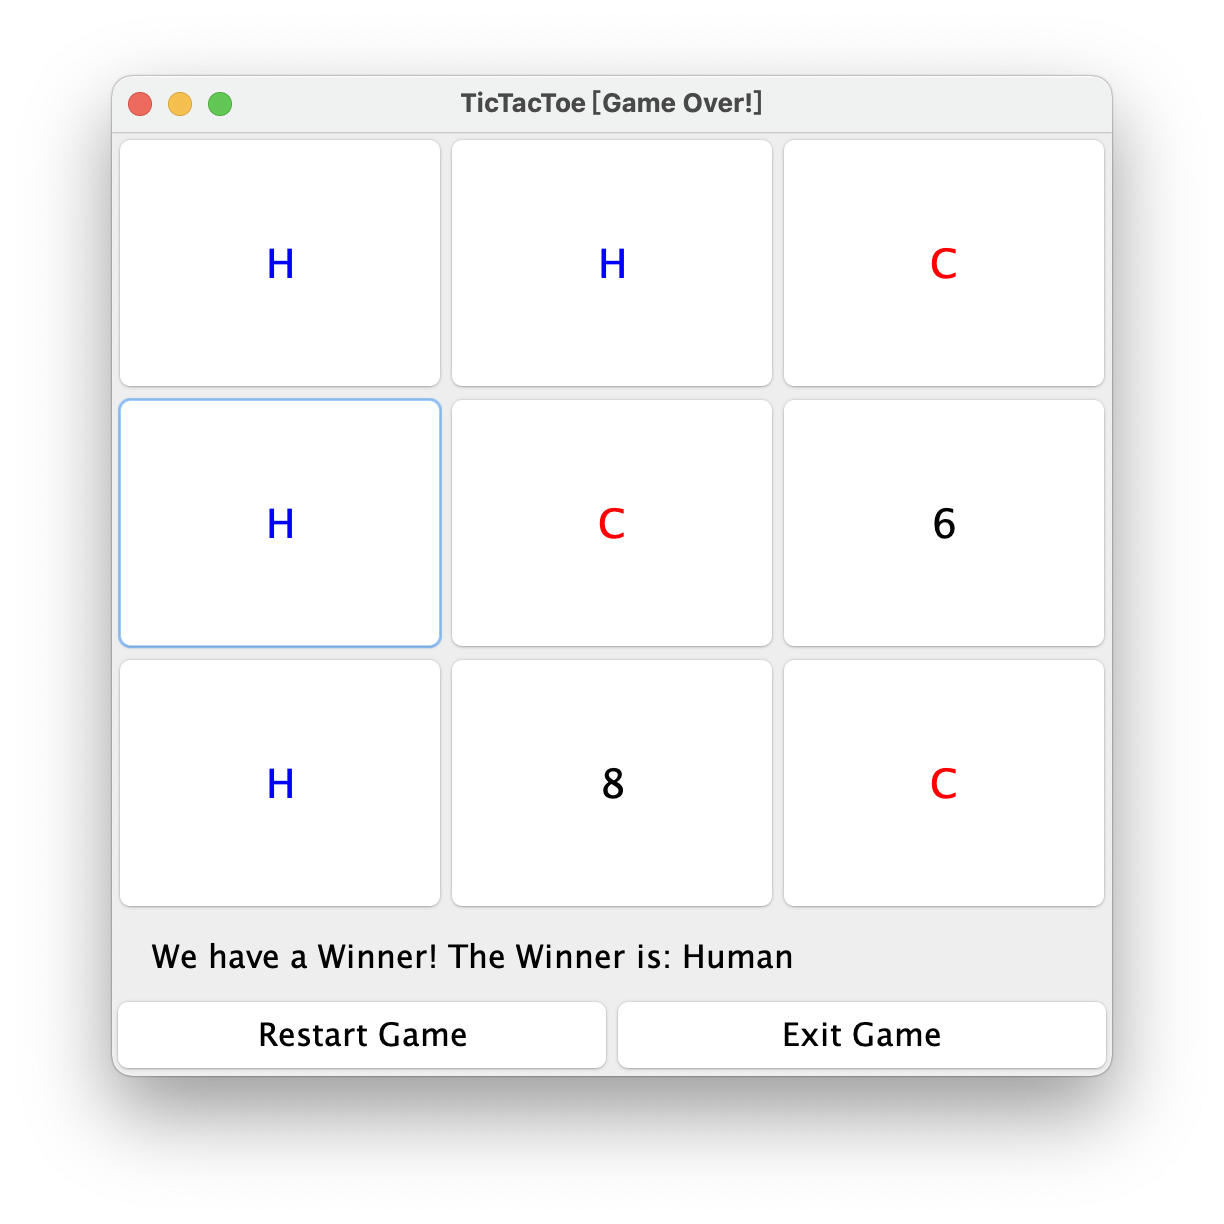 TicTacToe [Game Over!]
H H C
H C 6
H 8 C
We have a Winner! The Winner is: Human
Restart Game Exit Game